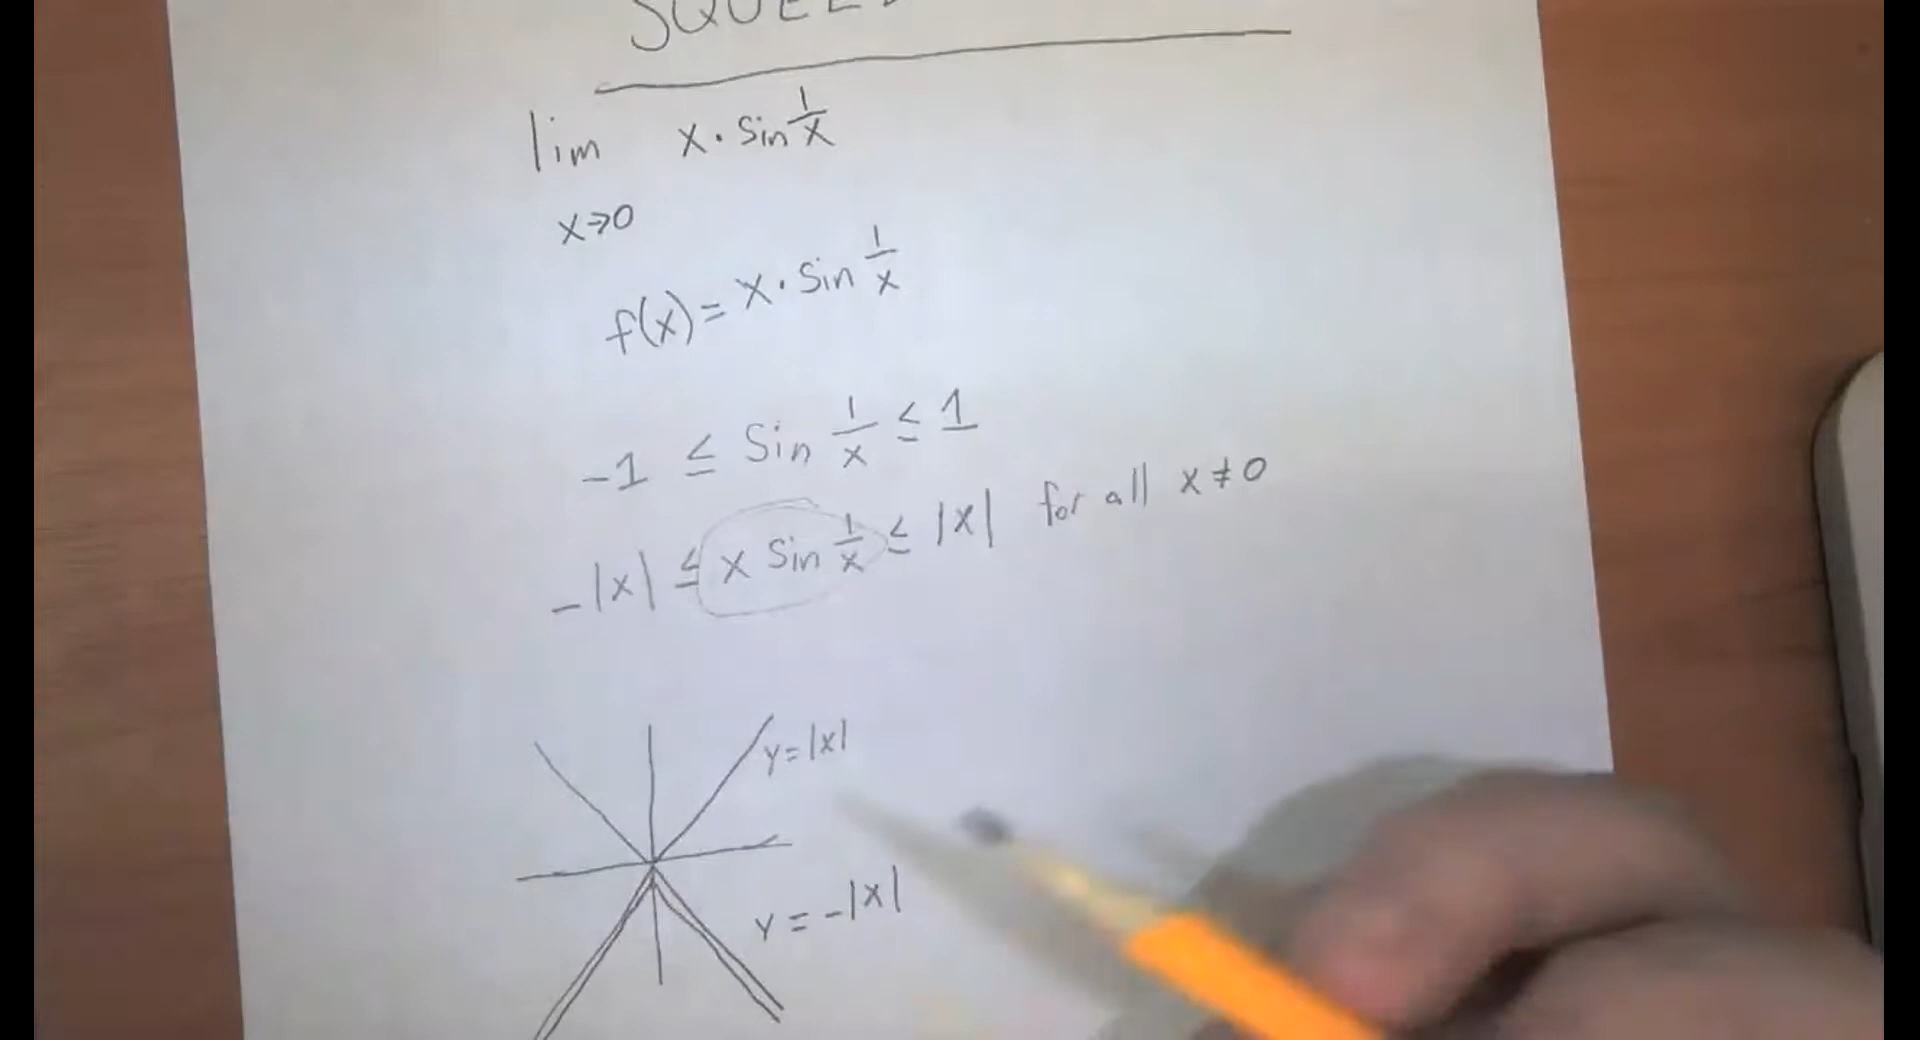 lim x · sin 1/x
x→0
f(x) = x · sin 1/x
-1 ≤ sin 1/x ≤ 1
-|x| ≤ x sin 1/x ≤ |x| for all x ≠ 0
y = |x|
y = -|x|